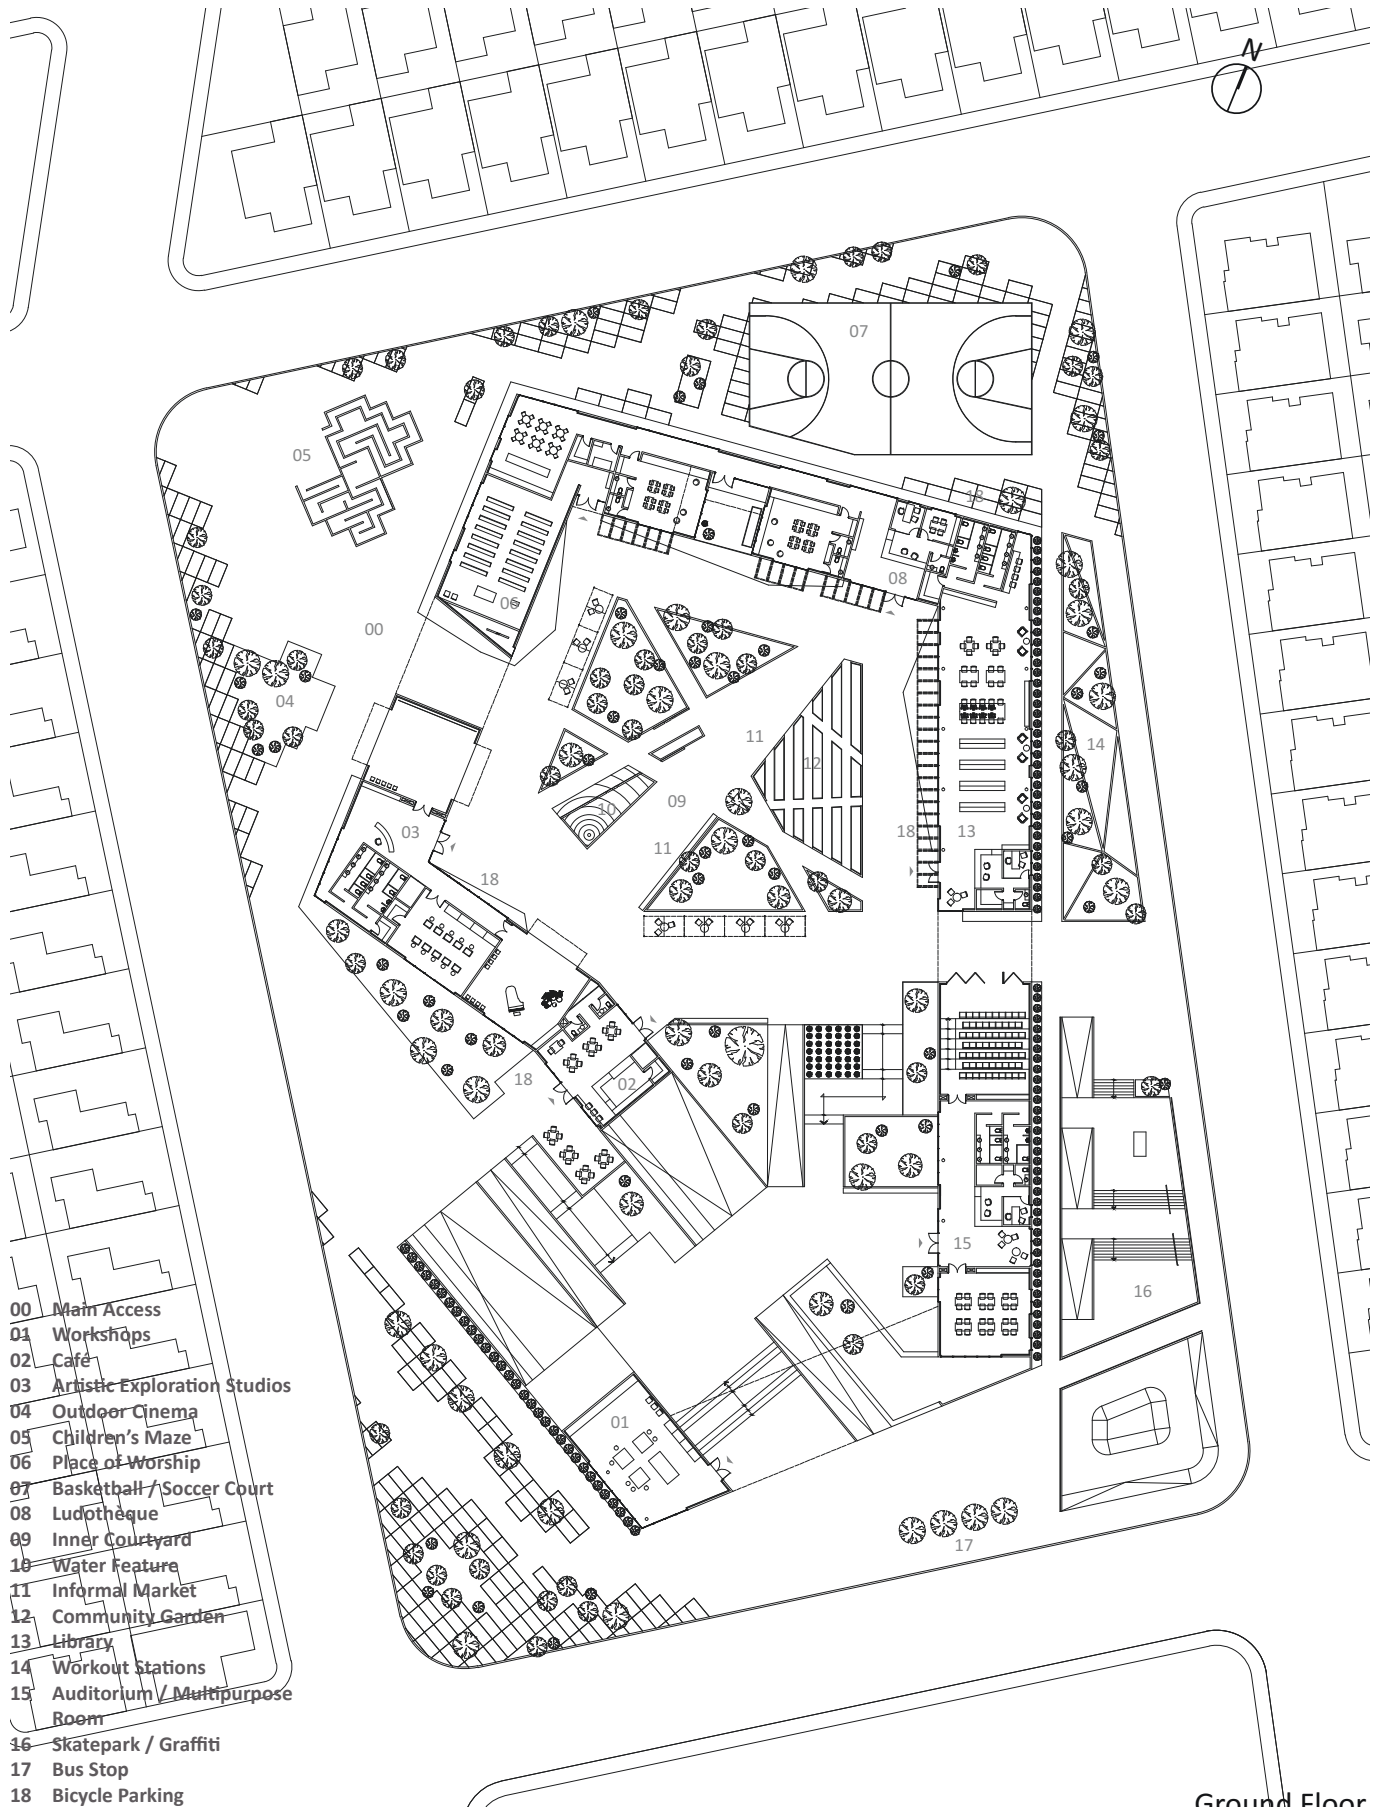 N
07
05
18
08
06
00
04
11
14
12
09
10
03
11
18
13
18
18
02
15
16
01
17
00 Main Access
01 Workshops
02 Café
03 Artistic Exploration Studios
04 Outdoor Cinema
05 Children's Maze
06 Place of Worship
07 Basketball / Soccer Court
08 Ludothèque
09 Inner Courtyard
10 Water Feature
11 Informal Market
12 Community Garden
13 Library
14 Workout Stations
15 Auditorium / Multipurpose
Room
16 Skatepark / Graffiti
17 Bus Stop
18 Bicycle Parking
Ground Floor